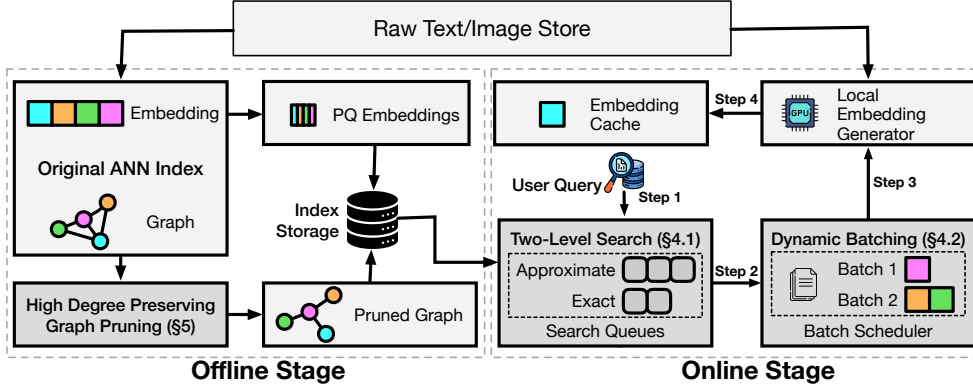 Raw Text/Image Store
Embedding
Original ANN Index
Graph
High Degree Preserving
Graph Pruning (§5)
PQ Embeddings
Index
Storage
Pruned Graph
Offline Stage
Embedding
Cache
Step 4
GPU
Local
Embedding
Generator
User Query
Step 1
Step 3
Two-Level Search (§4.1)
Approximate
Exact
Search Queues
Step 2
Dynamic Batching (§4.2)
Batch 1
Batch 2
Batch Scheduler
Online Stage